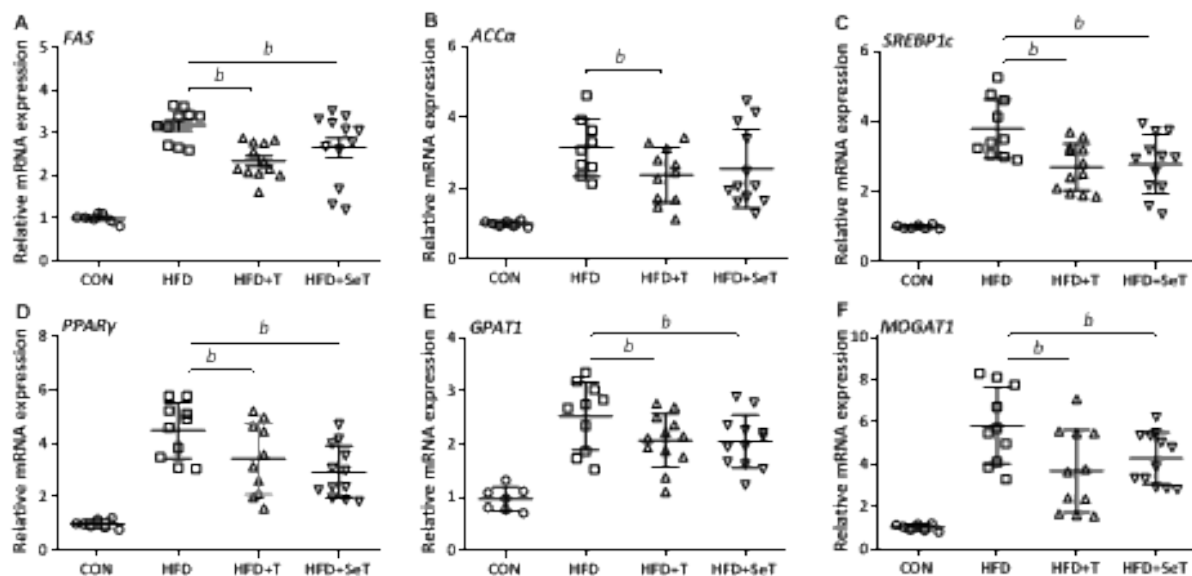 A
FAS
Relative mRNA expression
5
4
3
2
1
0
b
b
CON
HFD
HFD+T
HFD+SeT
B
ACCα
Relative mRNA expression
6
4
2
0
b
CON
HFD
HFD+T
HFD+SeT
C
SREBP1c
Relative mRNA expression
6
4
2
0
b
b
CON
HFD
HFD+T
HFD+SeT
D
PPARγ
Relative mRNA expression
8
6
4
2
0
b
b
CON
HFD
HFD+T
HFD+SeT
E
GPAT1
Relative mRNA expression
4
3
2
1
0
b
b
CON
HFD
HFD+T
HFD+SeT
F
MOGAT1
Relative mRNA expression
10
8
6
4
2
0
b
b
CON
HFD
HFD+T
HFD+SeT